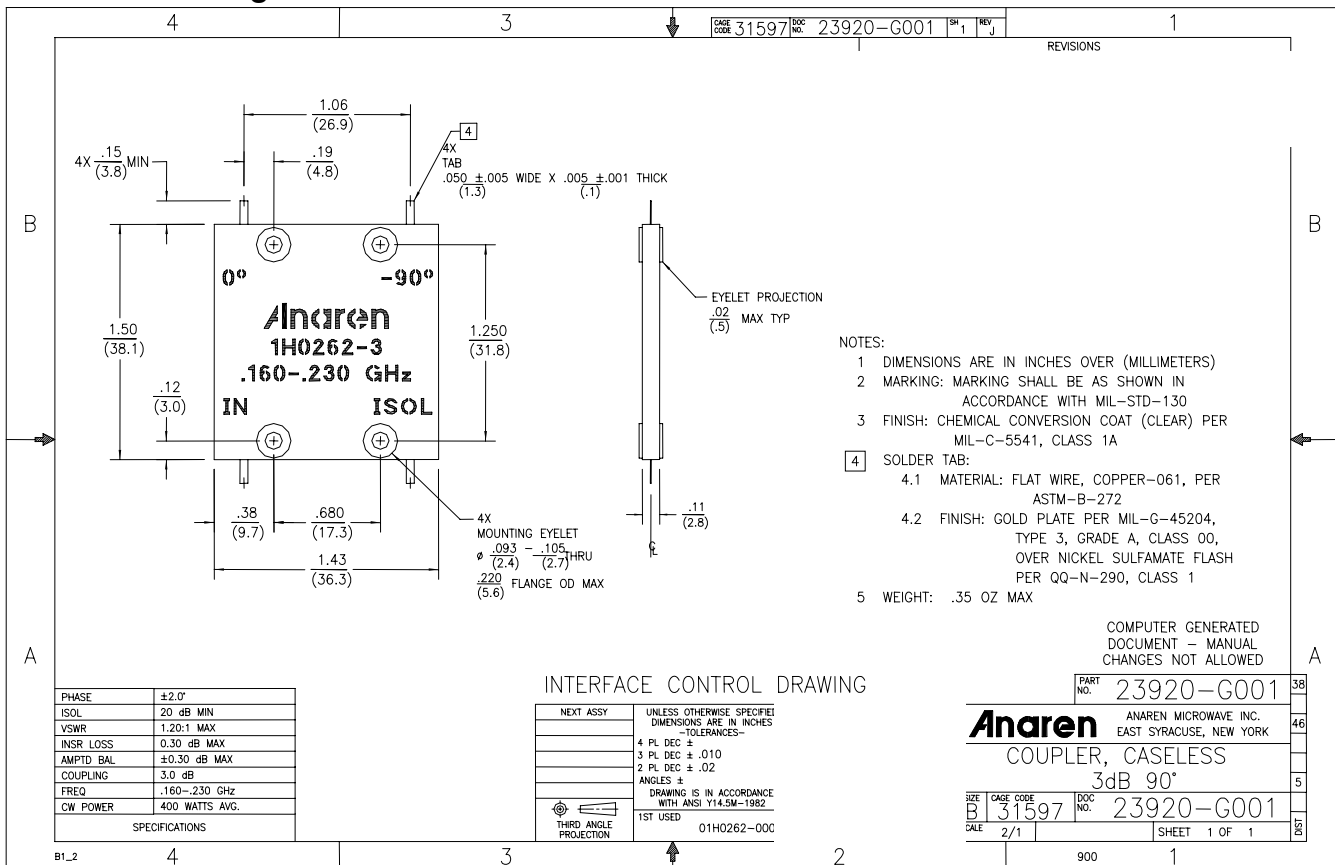 4 3 1
CAGE CODE 31597 DOC NO. 23920-G001 SH 1 REV J
REVISIONS
1.06
(26.9)
4X .15 MIN
(3.8)
.19
(4.8)
4
4X
TAB
.050 ±.005 WIDE X .005 ±.001 THICK
(1.3) (.1)
B
B
0° -90°
Anaren
1H0262-3
.160-.230 GHz
IN ISOL
1.50
(38.1)
.12
(3.0)
1.250
(31.8)
EYELET PROJECTION
.02 MAX TYP
(.5)
.38
(9.7)
.680
(17.3)
1.43
(36.3)
4X
MOUNTING EYELET
ø .093 - .105 THRU
(2.4) (2.7)
.220 FLANGE OD MAX
(5.6)
.11
(2.8)
℄
NOTES:
1 DIMENSIONS ARE IN INCHES OVER (MILLIMETERS)
2 MARKING: MARKING SHALL BE AS SHOWN IN
ACCORDANCE WITH MIL-STD-130
3 FINISH: CHEMICAL CONVERSION COAT (CLEAR) PER
MIL-C-5541, CLASS 1A
4 SOLDER TAB:
4.1 MATERIAL: FLAT WIRE, COPPER-061, PER
ASTM-B-272
4.2 FINISH: GOLD PLATE PER MIL-G-45204,
TYPE 3, GRADE A, CLASS 00,
OVER NICKEL SULFAMATE FLASH
PER QQ-N-290, CLASS 1
5 WEIGHT: .35 OZ MAX
COMPUTER GENERATED
DOCUMENT - MANUAL
CHANGES NOT ALLOWED
A
A
PHASE ±2.0°
ISOL 20 dB MIN
VSWR 1.20:1 MAX
INSR LOSS 0.30 dB MAX
AMPTD BAL ±0.30 dB MAX
COUPLING 3.0 dB
FREQ .160-.230 GHz
CW POWER 400 WATTS AVG.
SPECIFICATIONS
INTERFACE CONTROL DRAWING
NEXT ASSY
UNLESS OTHERWISE SPECIFIED
DIMENSIONS ARE IN INCHES
-TOLERANCES-
4 PL DEC ±
3 PL DEC ± .010
2 PL DEC ± .02
ANGLES ±
DRAWING IS IN ACCORDANCE
WITH ANSI Y14.5M-1982
THIRD ANGLE
PROJECTION
1ST USED
01H0262-000
PART NO. 23920-G001
Anaren
ANAREN MICROWAVE INC.
EAST SYRACUSE, NEW YORK
COUPLER, CASELESS
3dB 90°
SIZE B CAGE CODE 31597 DOC NO. 23920-G001
2/1 SHEET 1 OF 1
38
46
5
DIST
B1_2 4 3 2 900 1